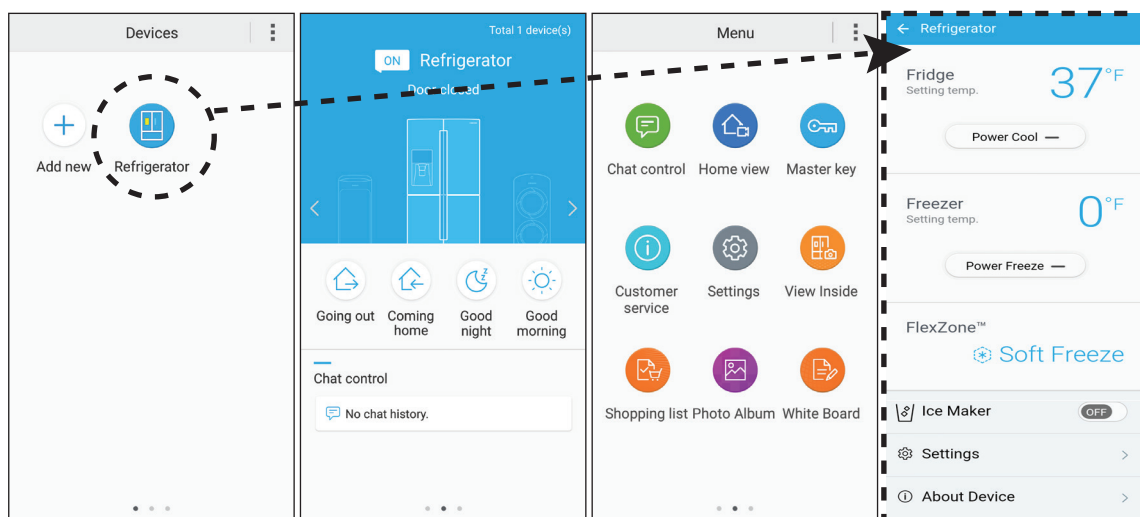 Devices
Add new
Refrigerator
Total 1 device(s)
ON Refrigerator
Door closed
Going out
Coming
home
Good
night
Good
morning
Chat control
No chat history.
Menu
Chat control
Home view
Master key
Customer
service
Settings
View Inside
Shopping list
Photo Album
White Board
Refrigerator
Fridge
Setting temp.
37°F
Power Cool
Freezer
Setting temp.
0°F
Power Freeze
FlexZone™
Soft Freeze
Ice Maker
OFF
Settings
About Device